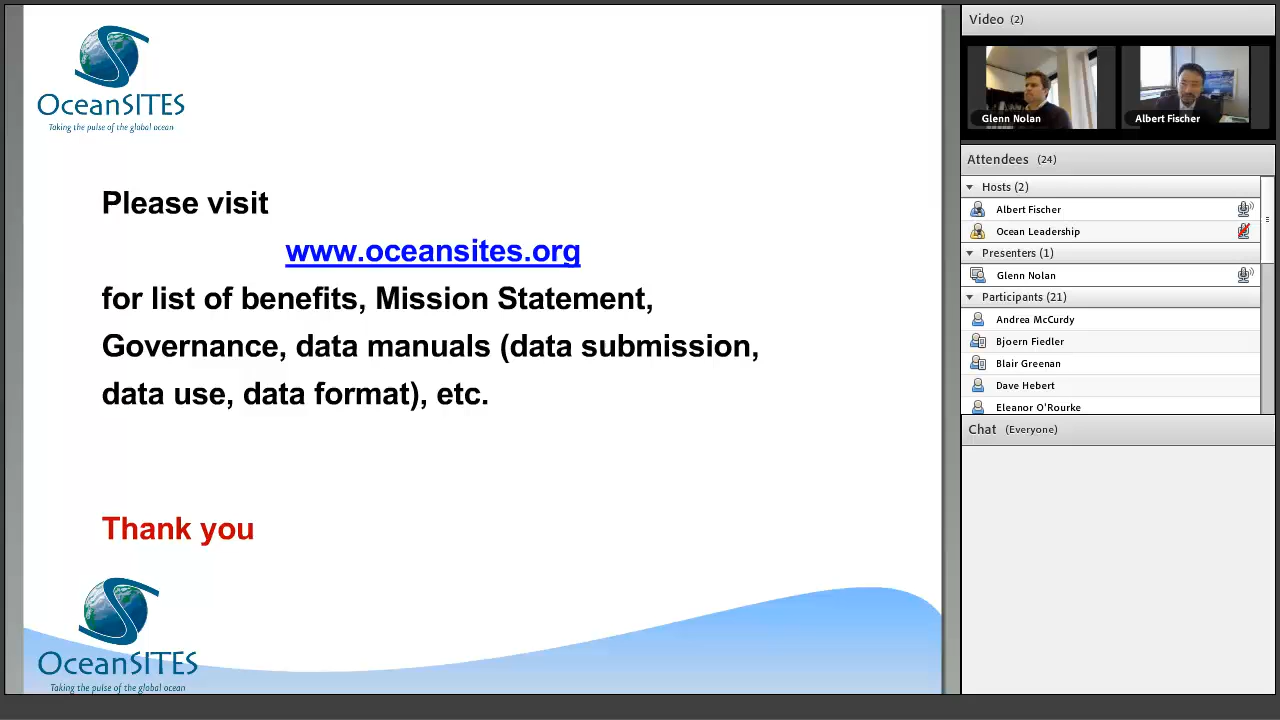 OceanSITES
Taking the pulse of the global ocean
Please visit
www.oceansites.org
for list of benefits, Mission Statement,
Governance, data manuals (data submission,
data use, data format), etc.
Thank you
OceanSITES
Taking the pulse of the global ocean
Video (2)
Glenn Nolan
Albert Fischer
Attendees (24)
Hosts (2)
Albert Fischer
Ocean Leadership
Presenters (1)
Glenn Nolan
Participants (21)
Andrea McCurdy
Bjoern Fiedler
Blair Greenan
Dave Hebert
Eleanor O'Rourke
Chat (Everyone)